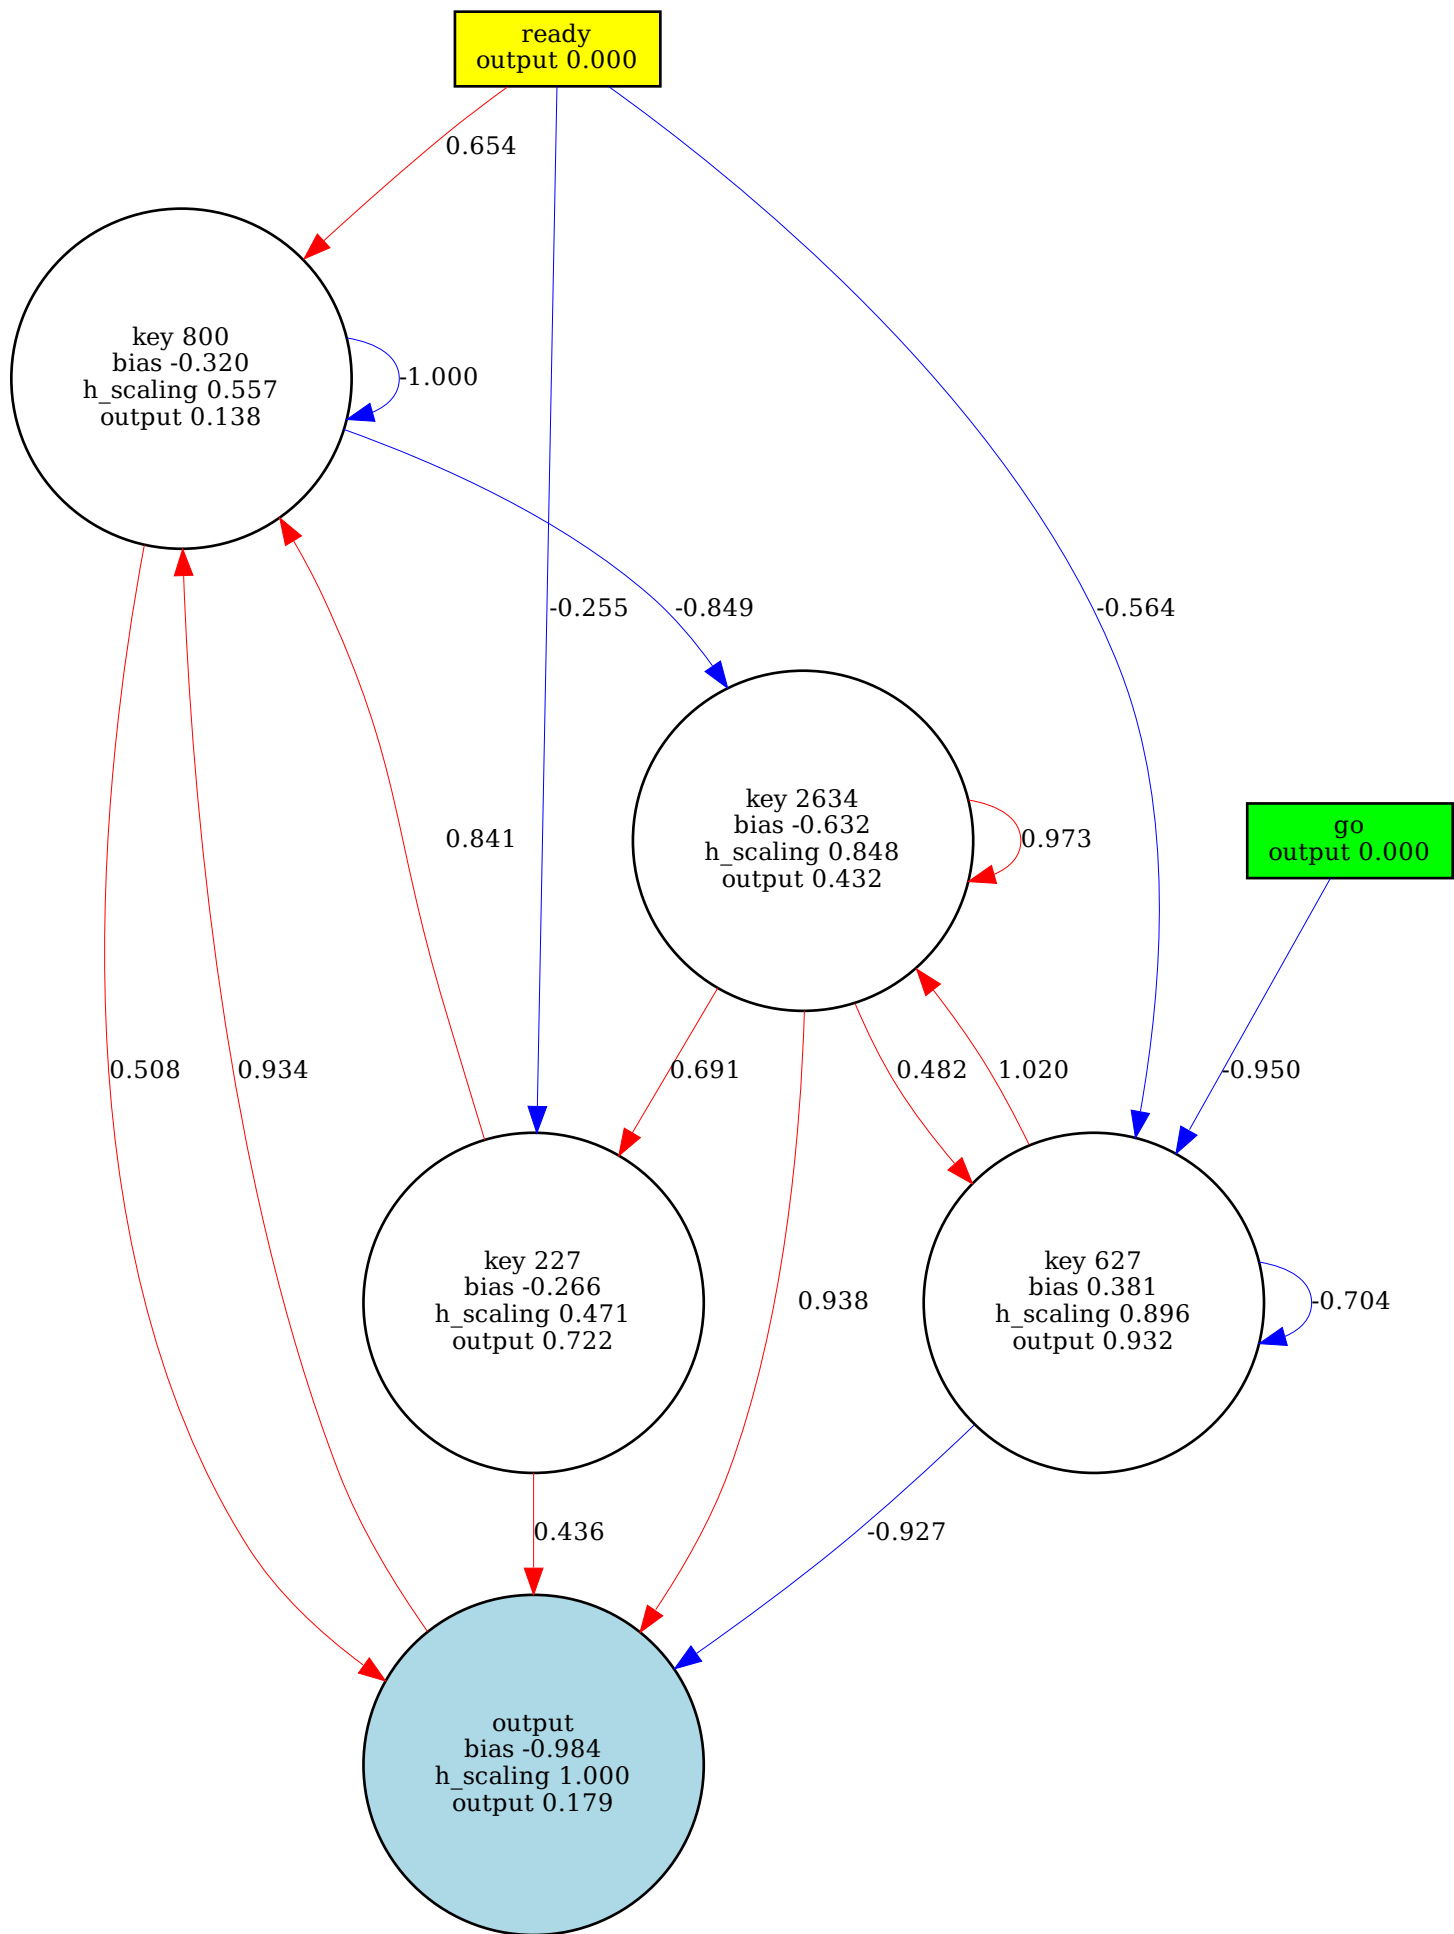 ready
output 0.000
0.654
key 800
bias -0.320
h_scaling 0.557
output 0.138
-1.000
-0.255
-0.849
-0.564
key 2634
bias -0.632
h_scaling 0.848
output 0.432
0.973
0.841
go
output 0.000
0.508
0.934
0.691
0.482
1.020
-0.950
key 227
bias -0.266
h_scaling 0.471
output 0.722
0.938
key 627
bias 0.381
h_scaling 0.896
output 0.932
-0.704
0.436
-0.927
output
bias -0.984
h_scaling 1.000
output 0.179